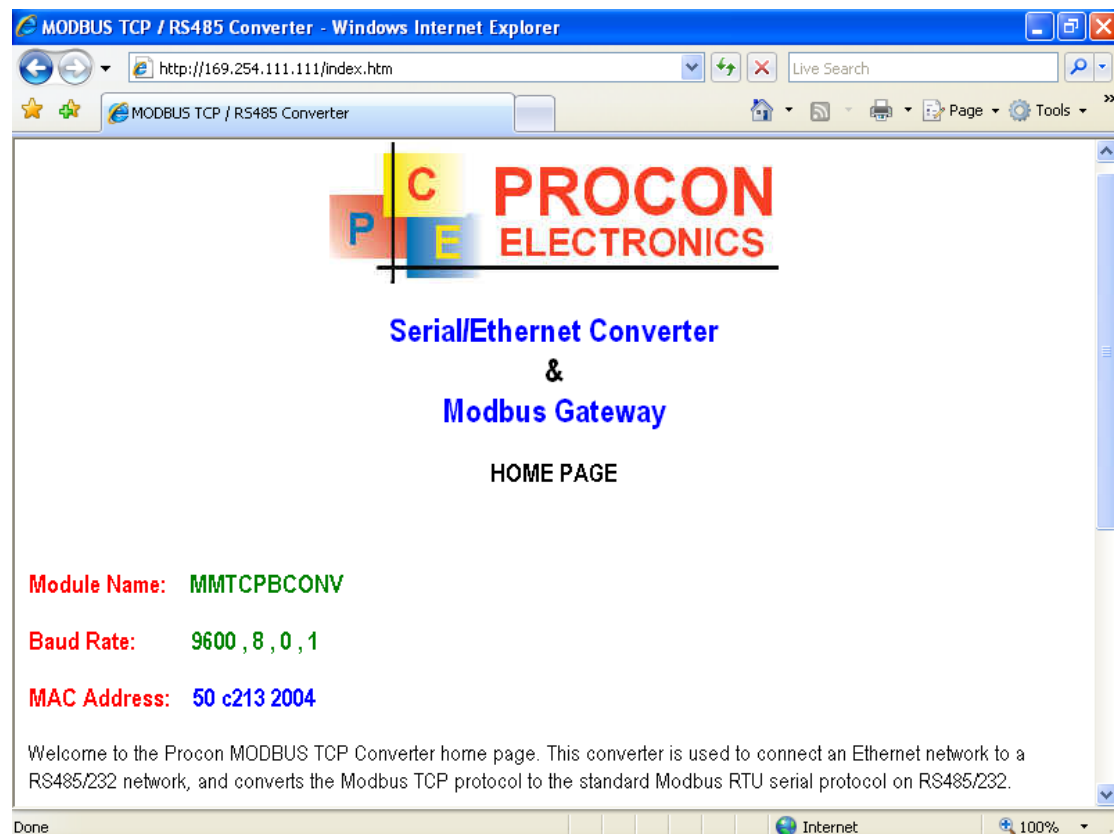 MODBUS TCP / RS485 Converter - Windows Internet Explorer
http://169.254.111.111/index.htm
Live Search
MODBUS TCP / RS485 Converter
Page
Tools
P C E
PROCON
ELECTRONICS
Serial/Ethernet Converter
&
Modbus Gateway
HOME PAGE
Module Name: MMTCPBCONV
Baud Rate: 9600 , 8 , 0 , 1
MAC Address: 50 c213 2004
Welcome to the Procon MODBUS TCP Converter home page. This converter is used to connect an Ethernet network to a
RS485/232 network, and converts the Modbus TCP protocol to the standard Modbus RTU serial protocol on RS485/232.
Done
Internet
100%